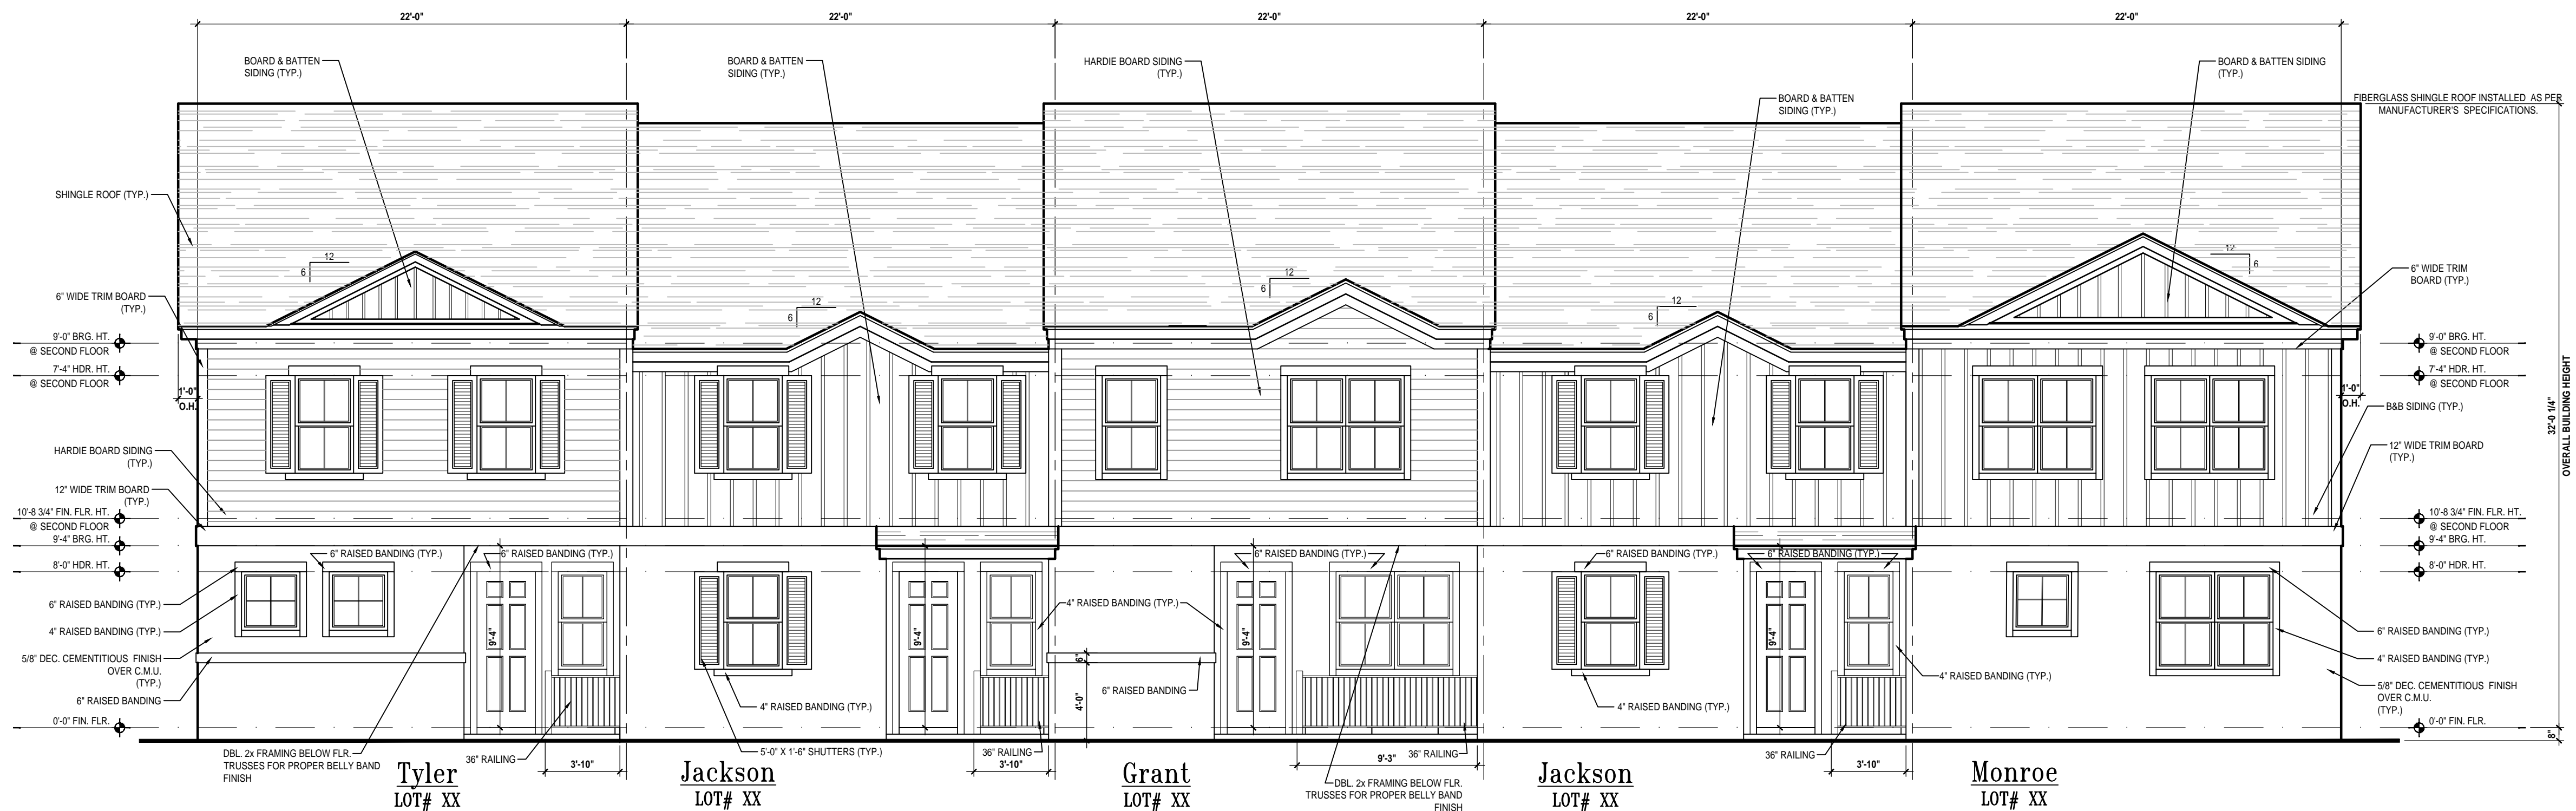 22'-0"
22'-0"
22'-0"
22'-0"
22'-0"
BOARD & BATTEN
SIDING (TYP.)
BOARD & BATTEN
SIDING (TYP.)
HARDIE BOARD SIDING
(TYP.)
BOARD & BATTEN
SIDING (TYP.)
BOARD & BATTEN SIDING
(TYP.)
FIBERGLASS SHINGLE ROOF INSTALLED AS PER
MANUFACTURER'S SPECIFICATIONS.
SHINGLE ROOF (TYP.)
12
6
12
6
12
6
12
6
12
6
6" WIDE TRIM BOARD
(TYP.)
9'-0" BRG. HT.
@ SECOND FLOOR
7'-4" HDR. HT.
@ SECOND FLOOR
1'-0"
O.H.
HARDIE BOARD SIDING
(TYP.)
12" WIDE TRIM BOARD
(TYP.)
10'-8 3/4" FIN. FLR. HT.
@ SECOND FLOOR
9'-4" BRG. HT.
8'-0" HDR. HT.
6" RAISED BANDING (TYP.)
4" RAISED BANDING (TYP.)
5/8" DEC. CEMENTITIOUS FINISH
OVER C.M.U.
(TYP.)
6" RAISED BANDING
0'-0" FIN. FLR.
6" RAISED BANDING (TYP.)
6" RAISED BANDING (TYP.)
9'-4"
DBL. 2x FRAMING BELOW FLR.
TRUSSES FOR PROPER BELLY BAND
FINISH
36" RAILING
3'-10"
Tyler
LOT# XX
9'-4"
4" RAISED BANDING (TYP.)
5'-0" X 1'-6" SHUTTERS (TYP.)
36" RAILING
3'-10"
Jackson
LOT# XX
6" RAISED BANDING (TYP.)
4" RAISED BANDING (TYP.)
9'-4"
6"
4'-0"
6" RAISED BANDING
36" RAILING
9'-3"
DBL. 2x FRAMING BELOW FLR.
TRUSSES FOR PROPER BELLY BAND
FINISH
Grant
LOT# XX
6" RAISED BANDING (TYP.)
6" RAISED BANDING (TYP.)
9'-4"
4" RAISED BANDING (TYP.)
4" RAISED BANDING (TYP.)
36" RAILING
3'-10"
Jackson
LOT# XX
Monroe
LOT# XX
6" WIDE TRIM
BOARD (TYP.)
9'-0" BRG. HT.
@ SECOND FLOOR
7'-4" HDR. HT.
@ SECOND FLOOR
1'-0"
O.H.
B&B SIDING (TYP.)
12" WIDE TRIM BOARD
(TYP.)
10'-8 3/4" FIN. FLR. HT.
@ SECOND FLOOR
9'-4" BRG. HT.
8'-0" HDR. HT.
6" RAISED BANDING (TYP.)
4" RAISED BANDING (TYP.)
5/8" DEC. CEMENTITIOUS FINISH
OVER C.M.U.
(TYP.)
0'-0" FIN. FLR.
8"
32'-0 1/4"
OVERALL BUILDING HEIGHT